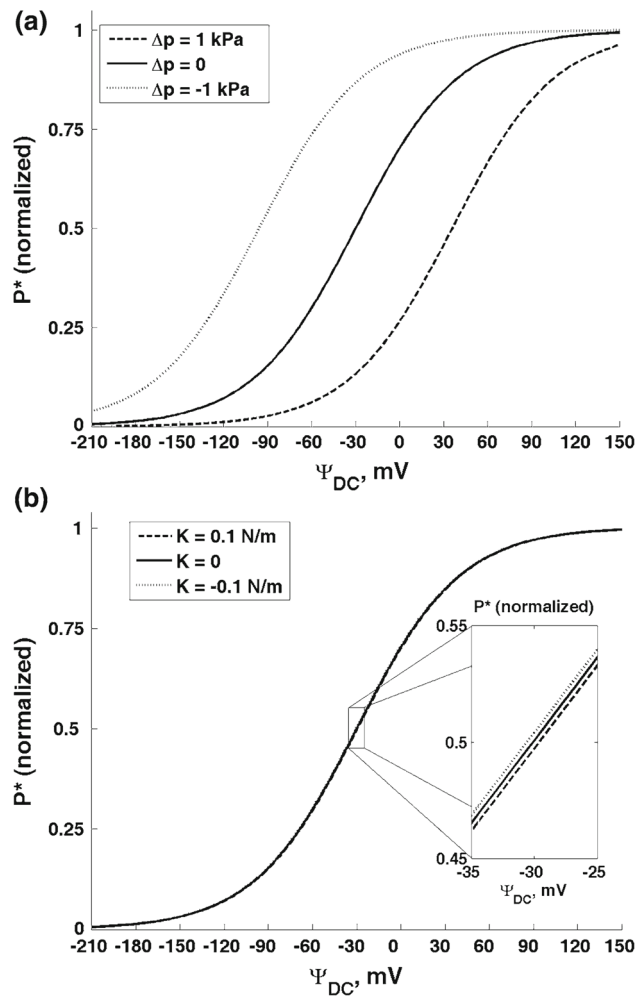 (a)
Δp = 1 kPa
Δp = 0
Δp = -1 kPa
1
0.75
0.5
0.25
0
P* (normalized)
-210 -180 -150 -120 -90 -60 -30 0 30 60 90 120 150
Ψ_DC, mV
(b)
K = 0.1 N/m
K = 0
K = -0.1 N/m
1
0.75
0.5
0.25
0
P* (normalized)
P* (normalized)
0.55
0.5
0.45
-35 -30 -25
Ψ_DC, mV
-210 -180 -150 -120 -90 -60 -30 0 30 60 90 120 150
Ψ_DC, mV